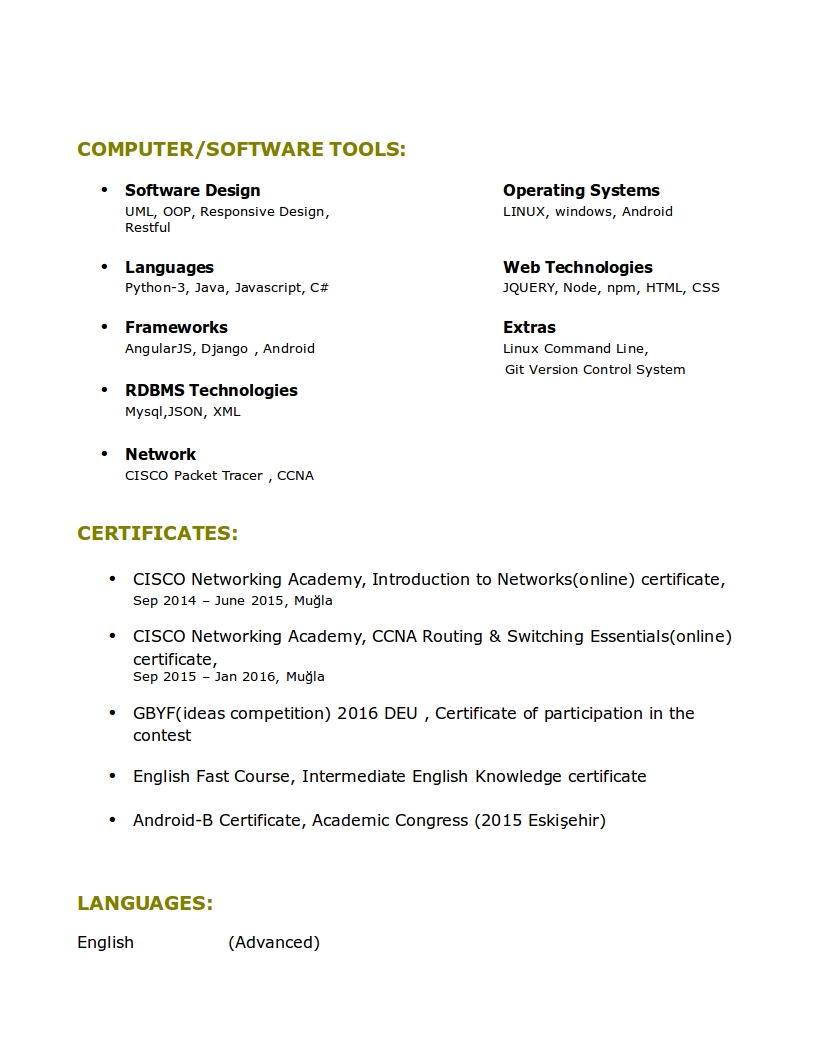 COMPUTER/SOFTWARE TOOLS:
• Software Design
UML, OOP, Responsive Design,
Restful
Operating Systems
LINUX, windows, Android
• Languages
Python-3, Java, Javascript, C#
Web Technologies
JQUERY, Node, npm, HTML, CSS
• Frameworks
AngularJS, Django , Android
Extras
Linux Command Line,
Git Version Control System
• RDBMS Technologies
Mysql,JSON, XML
• Network
CISCO Packet Tracer , CCNA
CERTIFICATES:
• CISCO Networking Academy, Introduction to Networks(online) certificate,
Sep 2014 – June 2015, Muğla
• CISCO Networking Academy, CCNA Routing & Switching Essentials(online)
certificate,
Sep 2015 – Jan 2016, Muğla
• GBYF(ideas competition) 2016 DEU , Certificate of participation in the
contest
• English Fast Course, Intermediate English Knowledge certificate
• Android-B Certificate, Academic Congress (2015 Eskişehir)
LANGUAGES:
English (Advanced)